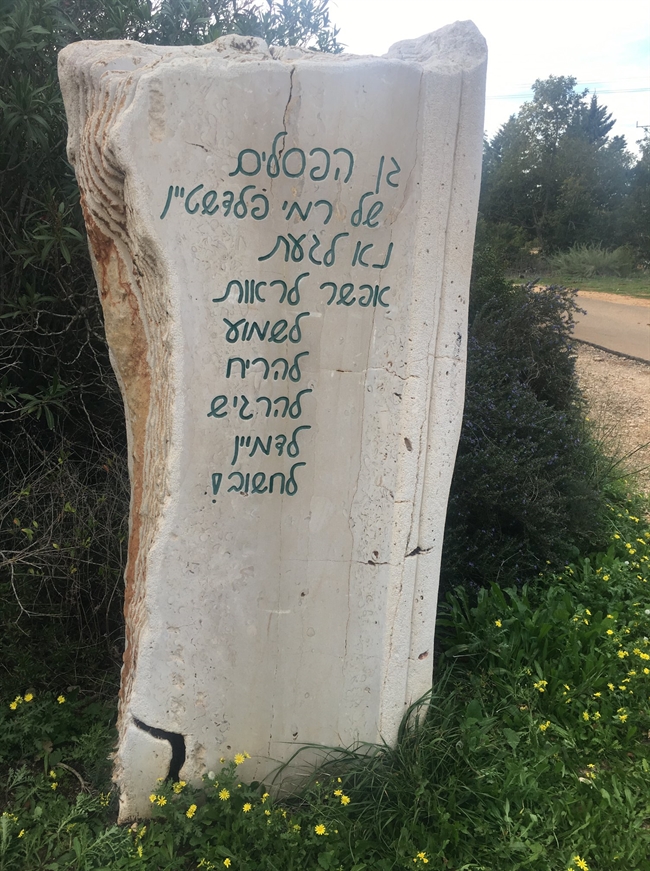 גן הפסלים
של רמי פלדשטיין
נא לגעת
אפשר לראות
לשמוע
להריח
להרגיש
לדמיין
לחשוב!